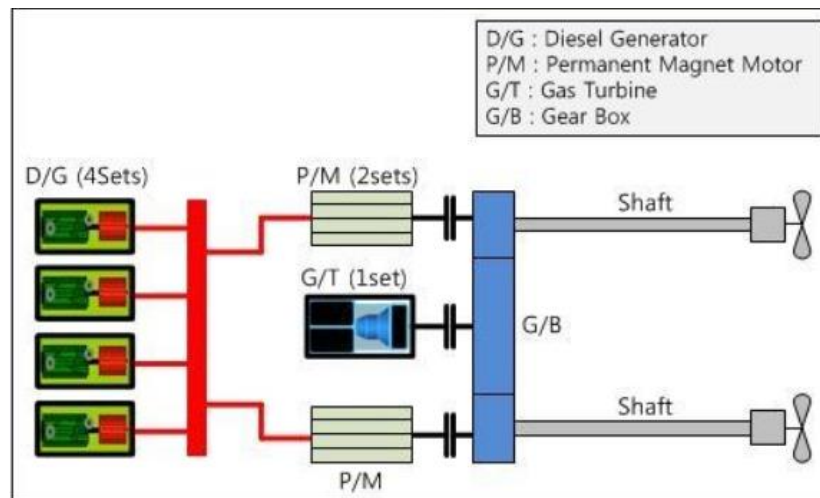 D/G : Diesel Generator
P/M : Permanent Magnet Motor
G/T : Gas Turbine
G/B : Gear Box
D/G (4Sets)
P/M (2sets)
Shaft
G/T (1set)
G/B
Shaft
P/M